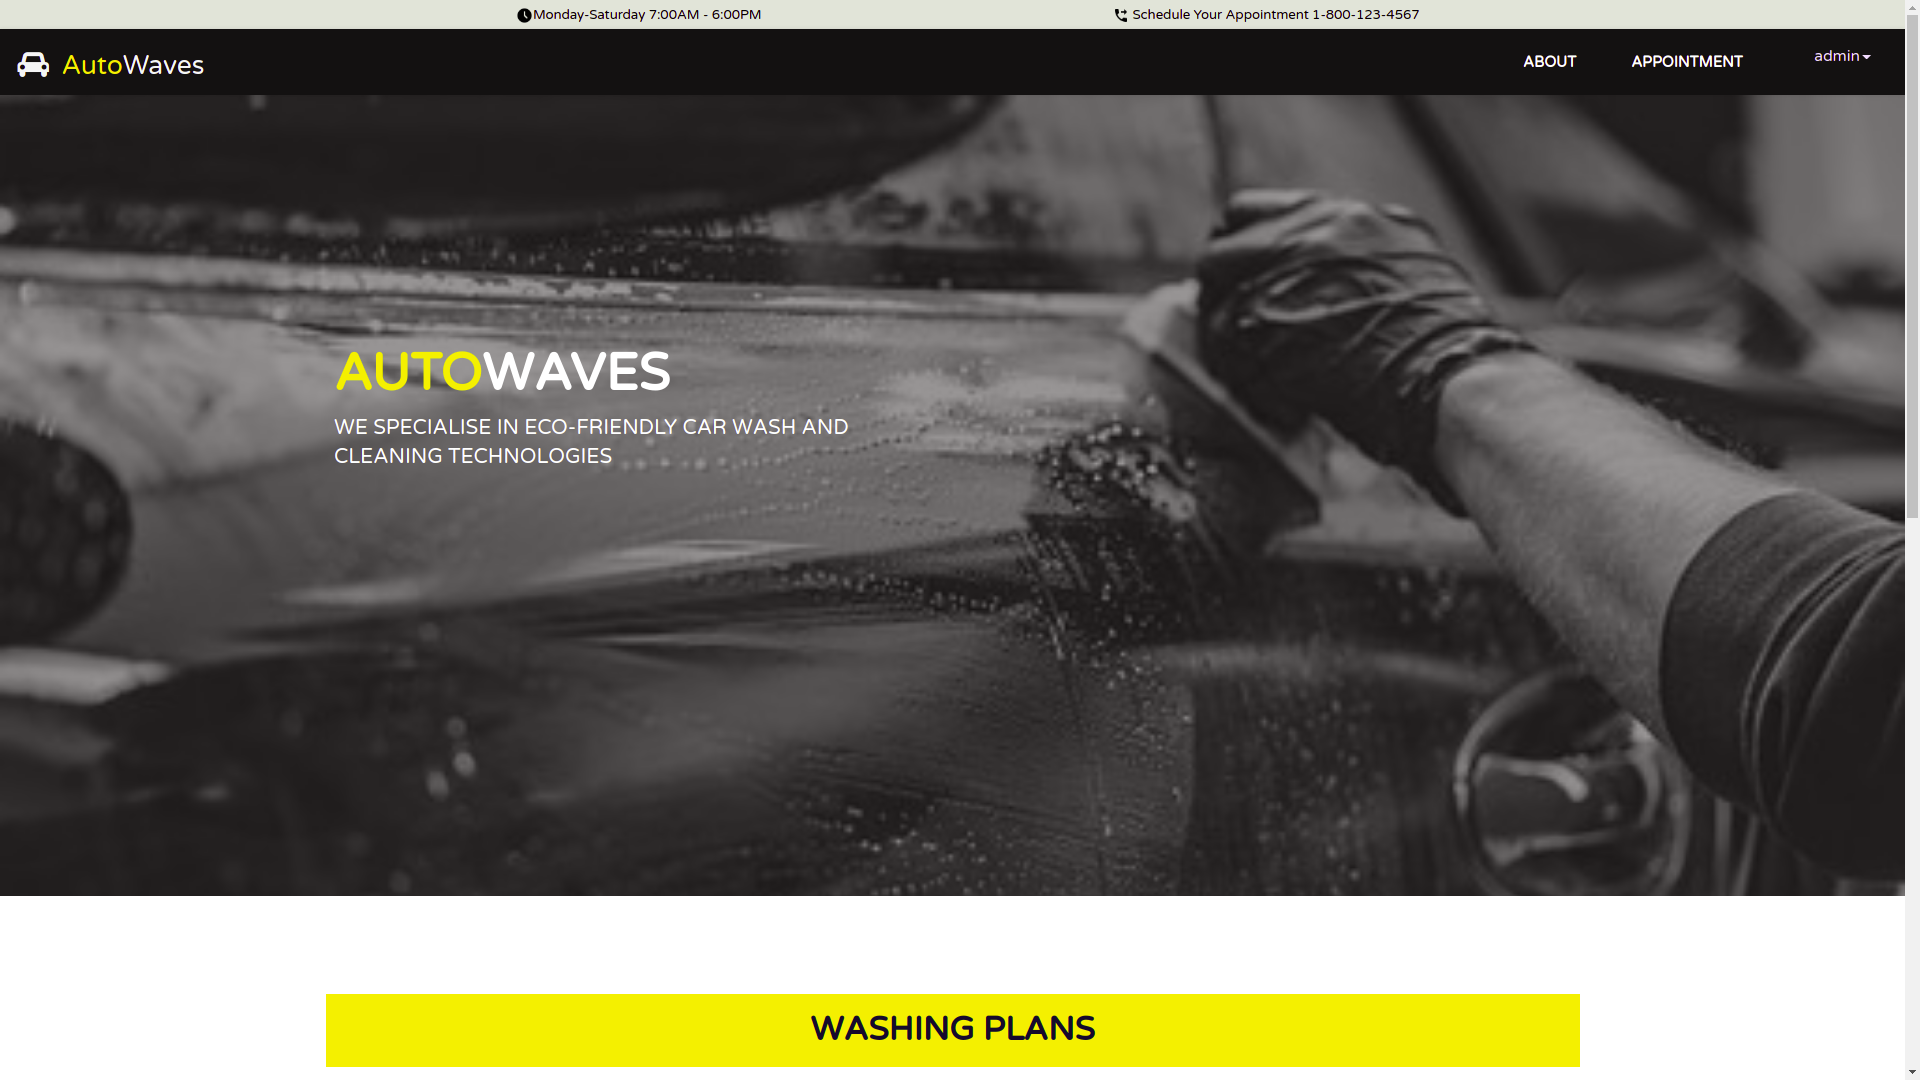 Monday-Saturday 7:00AM - 6:00PM
Schedule Your Appointment 1-800-123-4567
AutoWaves
ABOUT
APPOINTMENT
admin
AUTOWAVES
WE SPECIALISE IN ECO-FRIENDLY CAR WASH AND
CLEANING TECHNOLOGIES
WASHING PLANS